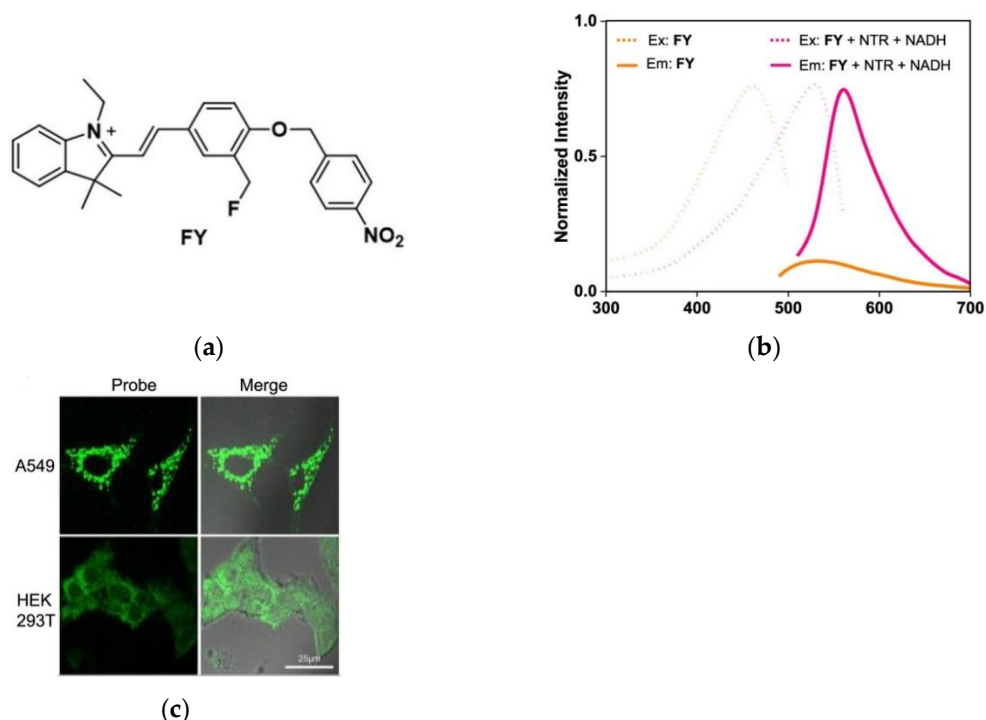 N
+
O
F
NO₂
FY
(a)
Normalized Intensity
1.0
0.5
0.0
Ex: FY
Em: FY
Ex: FY + NTR + NADH
Em: FY + NTR + NADH
300 400 500 600 700
(b)
Probe Merge
A549
HEK
293T
25μm
(c)